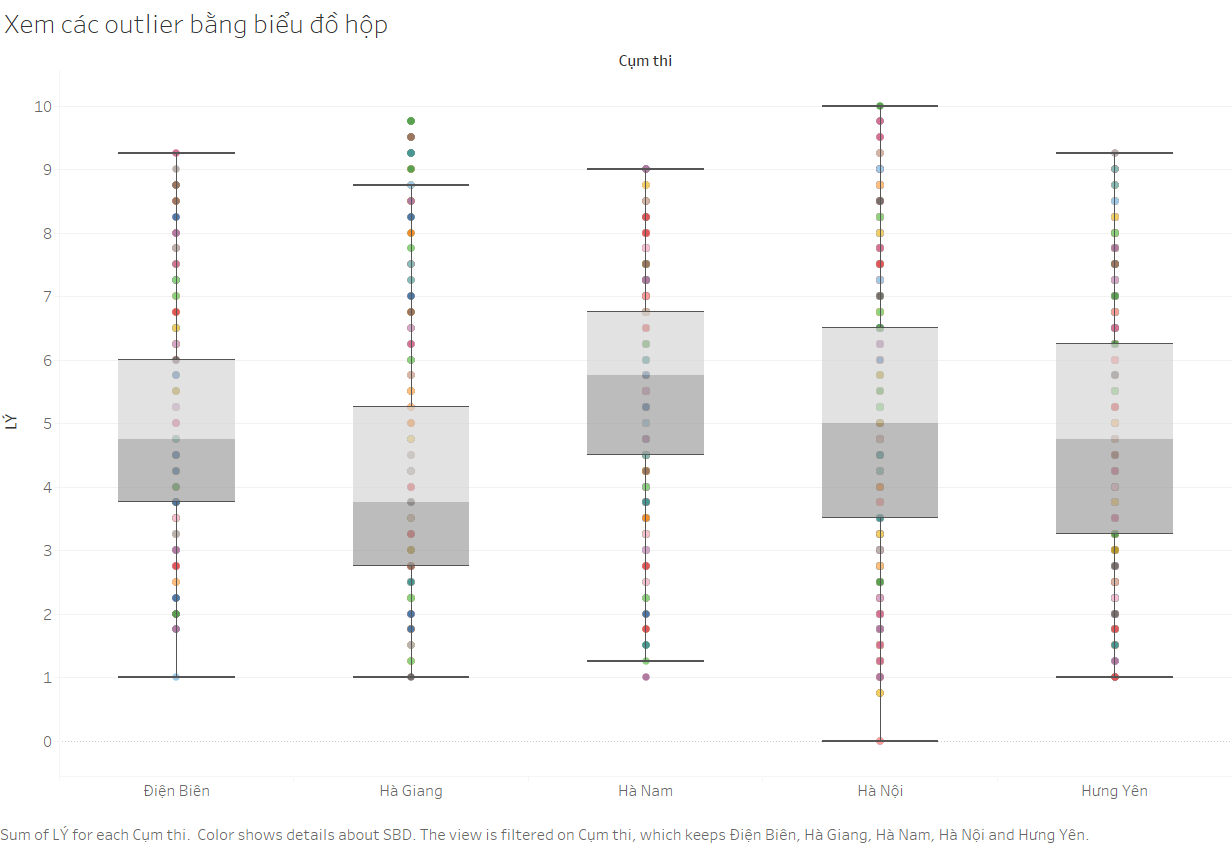 Xem các outlier bằng biểu đồ hộp
Cụm thi
10
9
8
7
6
5
4
3
2
1
0
LÝ
Điện Biên
Hà Giang
Hà Nam
Hà Nội
Hưng Yên
Sum of LÝ for each Cụm thi. Color shows details about SBD. The view is filtered on Cụm thi, which keeps Điện Biên, Hà Giang, Hà Nam, Hà Nội and Hưng Yên.